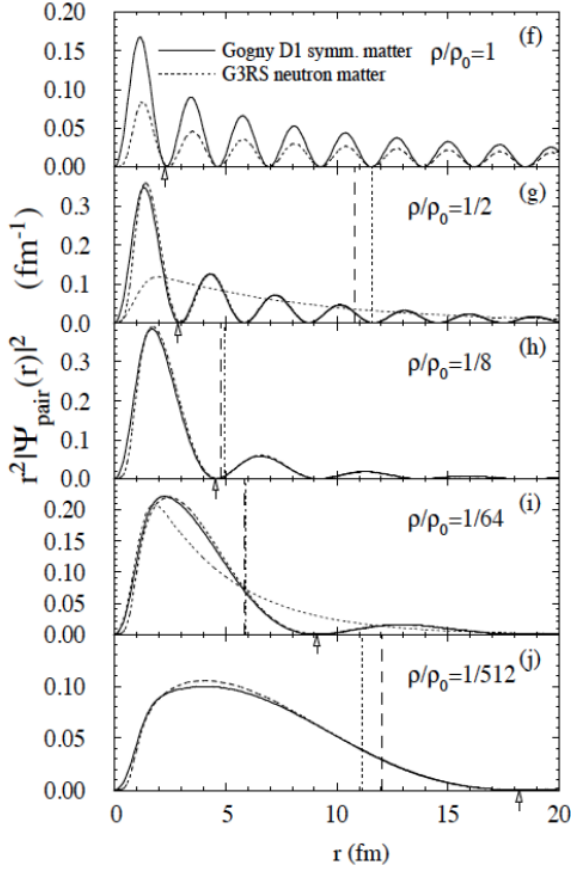 0.20
0.15
0.10
0.05
0.00
Gogny D1 symm. matter
G3RS neutron matter
ρ/ρ₀=1
(f)
0.3
0.2
0.1
0.0
ρ/ρ₀=1/2
(g)
0.3
0.2
0.1
0.0
ρ/ρ₀=1/8
(h)
0.20
0.15
0.10
0.05
0.00
ρ/ρ₀=1/64
(i)
0.10
0.05
0.00
ρ/ρ₀=1/512
(j)
r²|Ψpair(r)|² (fm⁻¹)
0 5 10 15 20
r (fm)